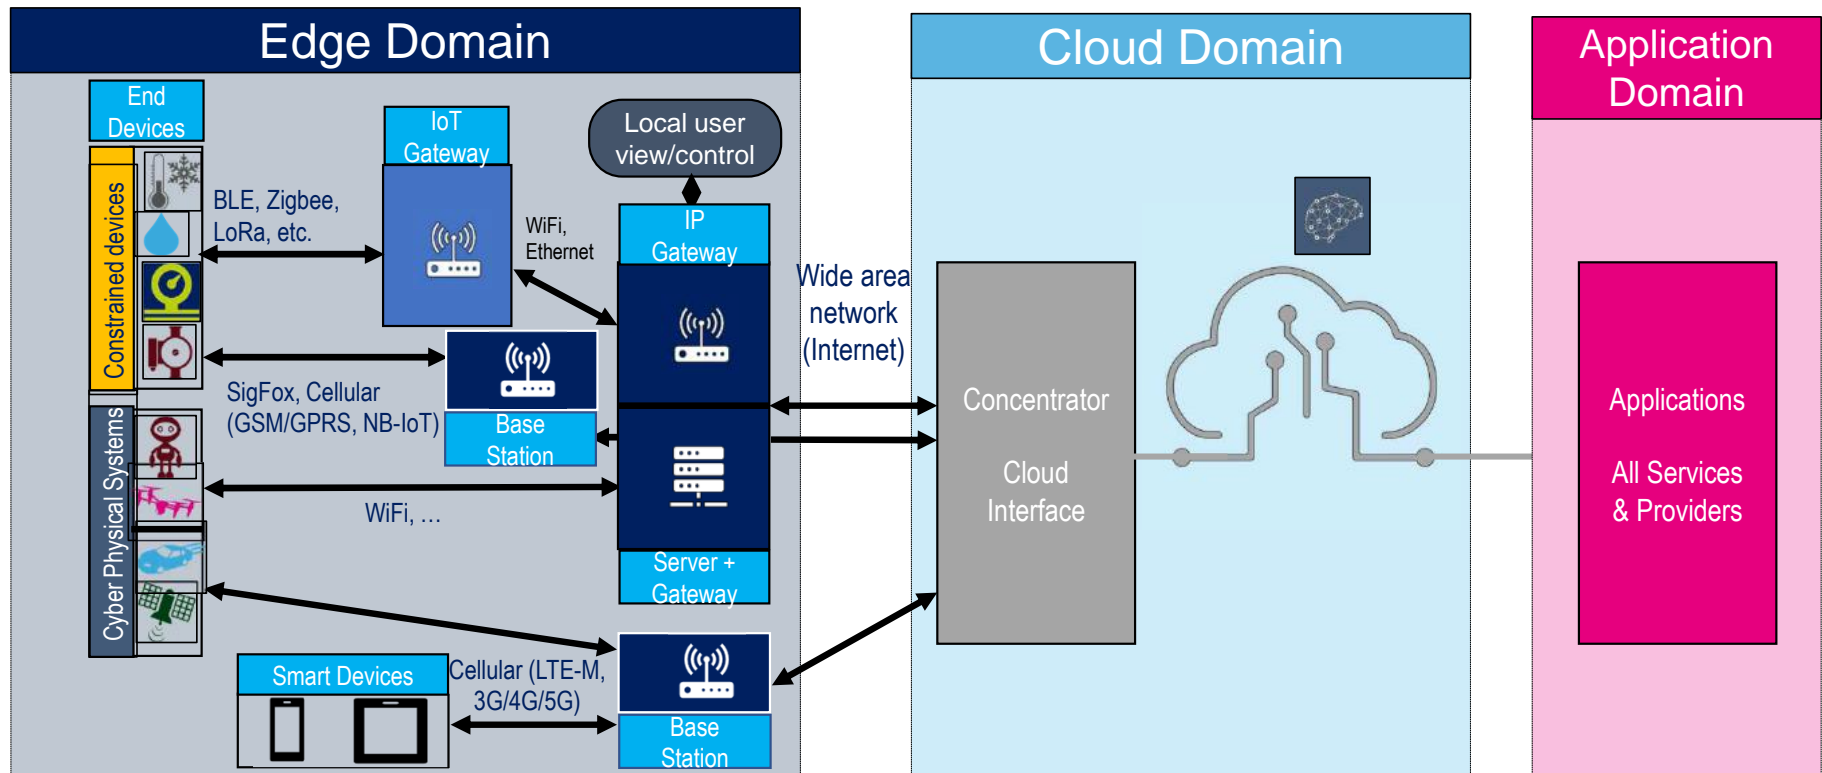 Edge Domain
Cloud Domain
Application
Domain
End
Devices
IoT
Gateway
Local user
view/control
Constrained devices
BLE, Zigbee,
LoRa, etc.
WiFi,
Ethernet
IP
Gateway
Wide area
network
(Internet)
SigFox, Cellular
(GSM/GPRS, NB-IoT)
Base
Station
Concentrator
Cloud
Interface
Applications
All Services
& Providers
Cyber Physical Systems
WiFi, …
Server +
Gateway
Smart Devices
Cellular (LTE-M,
3G/4G/5G)
Base
Station